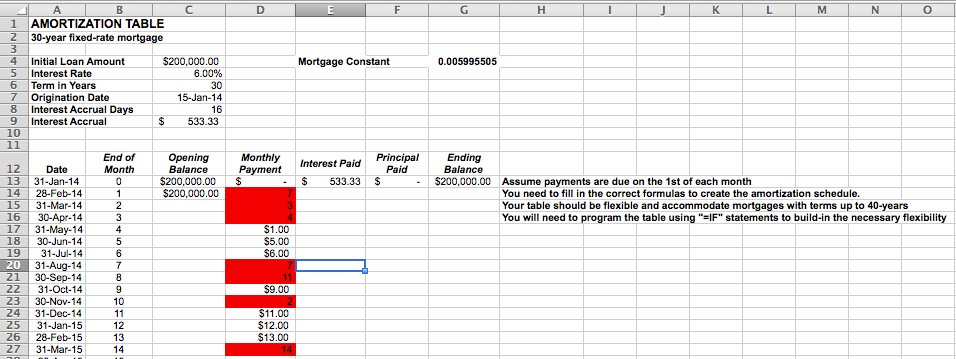 A B C D E F G H I J K L M N O
1 AMORTIZATION TABLE
2 30-year fixed-rate mortgage
3
4 Initial Loan Amount $200,000.00 Mortgage Constant 0.005995505
5 Interest Rate 6.00%
6 Term in Years 30
7 Origination Date 15-Jan-14
8 Interest Accrual Days 16
9 Interest Accrual $ 533.33
10
11
12 Date End of Month Opening Balance Monthly Payment Interest Paid Principal Paid Ending Balance
13 31-Jan-14 0 $200,000.00 $ - $ 533.33 $ - $200,000.00 Assume payments are due on the 1st of each month
14 28-Feb-14 1 $200,000.00 7 You need to fill in the correct formulas to create the amortization schedule.
15 31-Mar-14 2 3 Your table should be flexible and accommodate mortgages with terms up to 40-years
16 30-Apr-14 3 4 You will need to program the table using "=IF" statements to build-in the necessary flexibility
17 31-May-14 4 $1.00
18 30-Jun-14 5 $5.00
19 31-Jul-14 6 $6.00
20 31-Aug-14 7 7
21 30-Sep-14 8 11
22 31-Oct-14 9 $9.00
23 30-Nov-14 10 2
24 31-Dec-14 11 $11.00
25 31-Jan-15 12 $12.00
26 28-Feb-15 13 $13.00
27 31-Mar-15 14 14